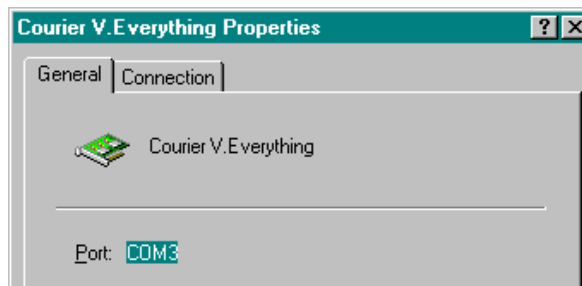 Courier V.Everything Properties
General Connection
Courier V.Everything
Port: COM3